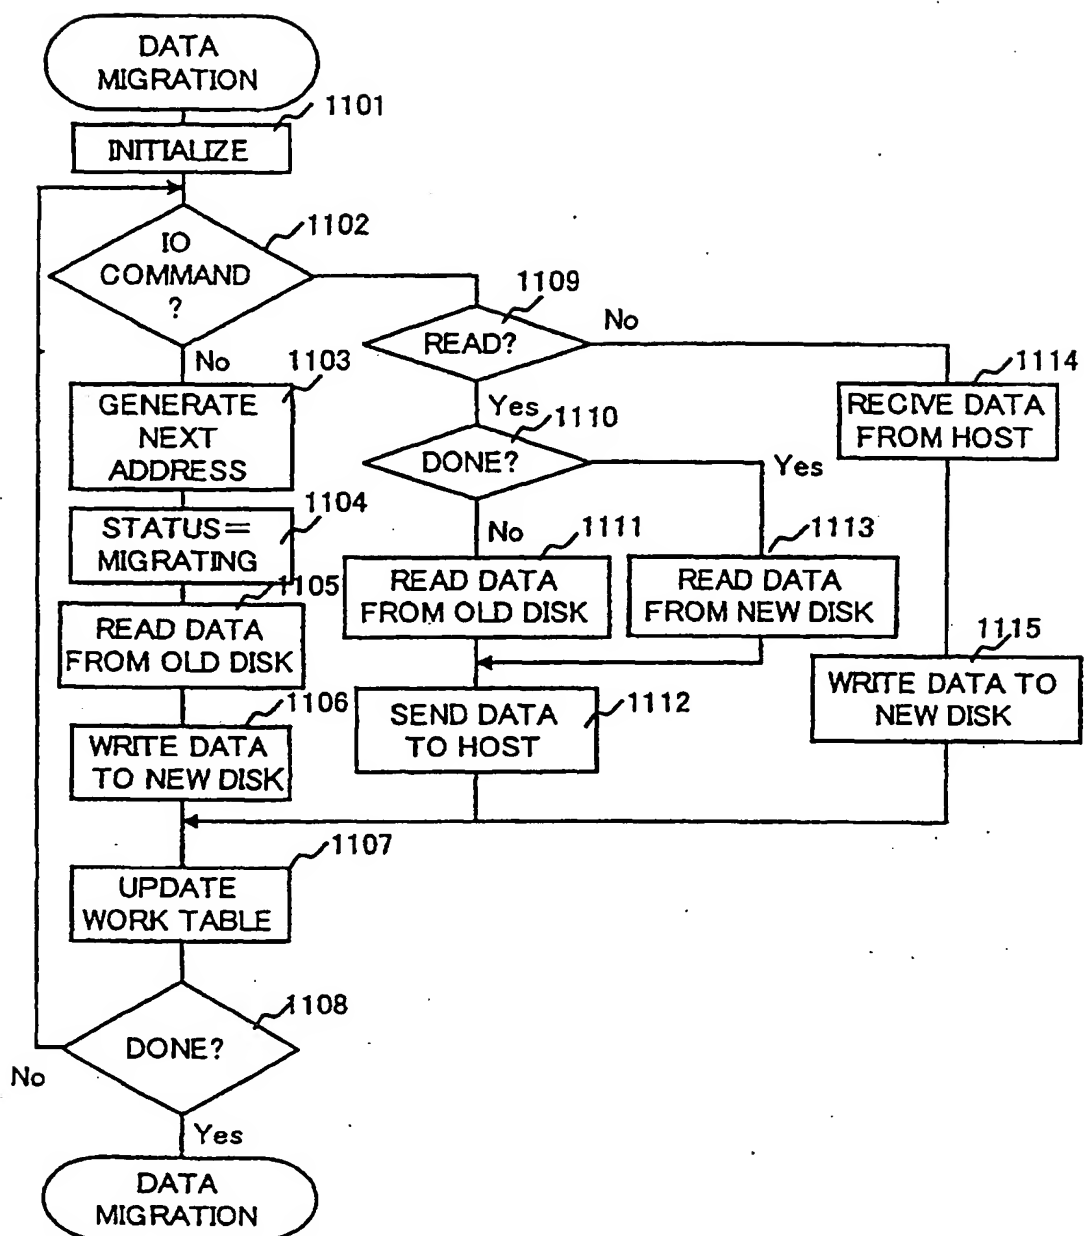 DATA
MIGRATION
1101
INITIALIZE
1102
IO
COMMAND
?
1109
READ?
No
No
1103
GENERATE
NEXT
ADDRESS
Yes
1110
DONE?
Yes
1114
RECIVE DATA
FROM HOST
1104
STATUS=
MIGRATING
No
1111
READ DATA
FROM OLD DISK
1113
READ DATA
FROM NEW DISK
1105
READ DATA
FROM OLD DISK
1115
WRITE DATA TO
NEW DISK
1106
WRITE DATA
TO NEW DISK
1112
SEND DATA
TO HOST
1107
UPDATE
WORK TABLE
1108
DONE?
No
Yes
DATA
MIGRATION